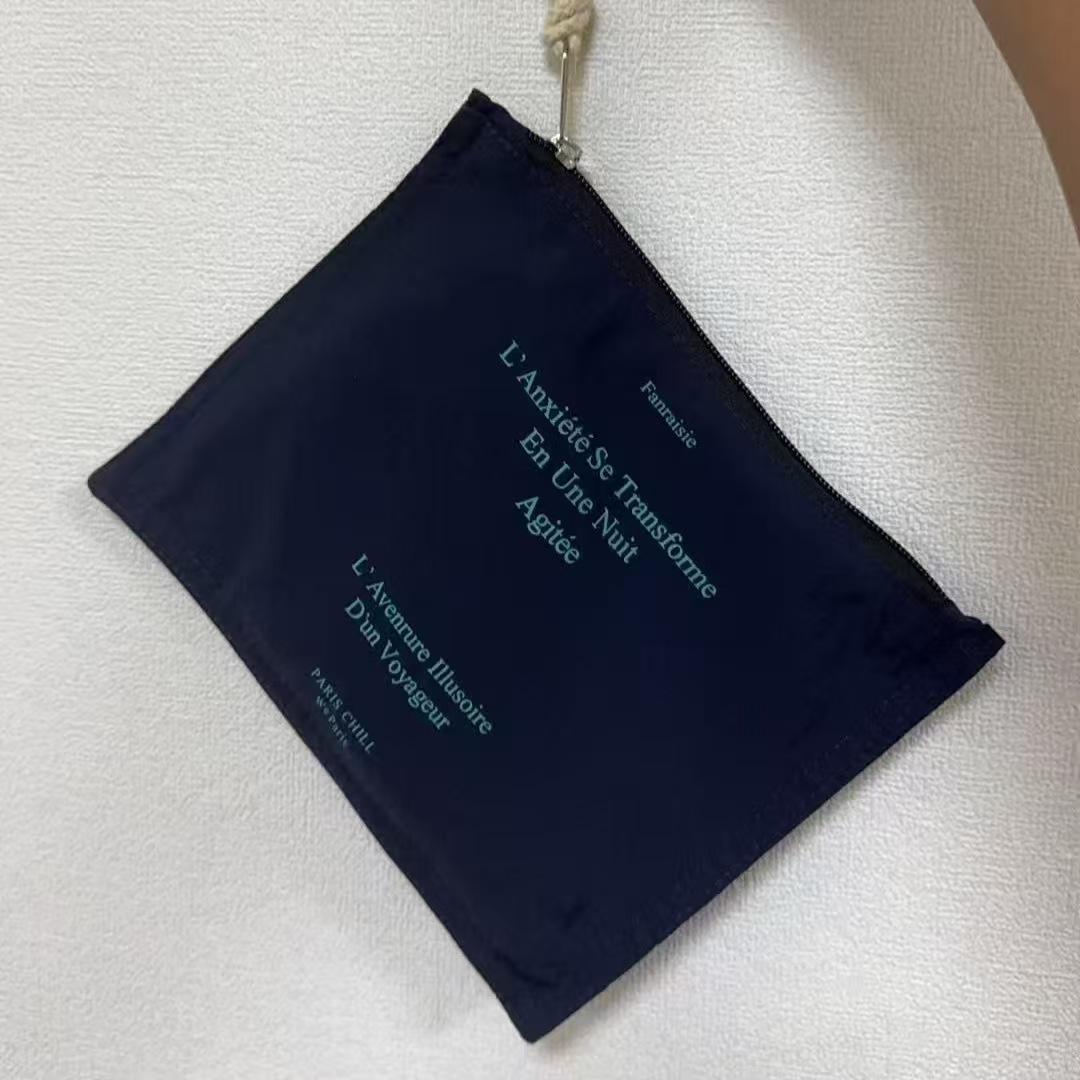 Fanraisie
L' Anxiété Se Transforme
En Une Nuit
Agitée
L' Avenrure Illusoire
D'un Voyageur
PARIS CHILL
We Paris